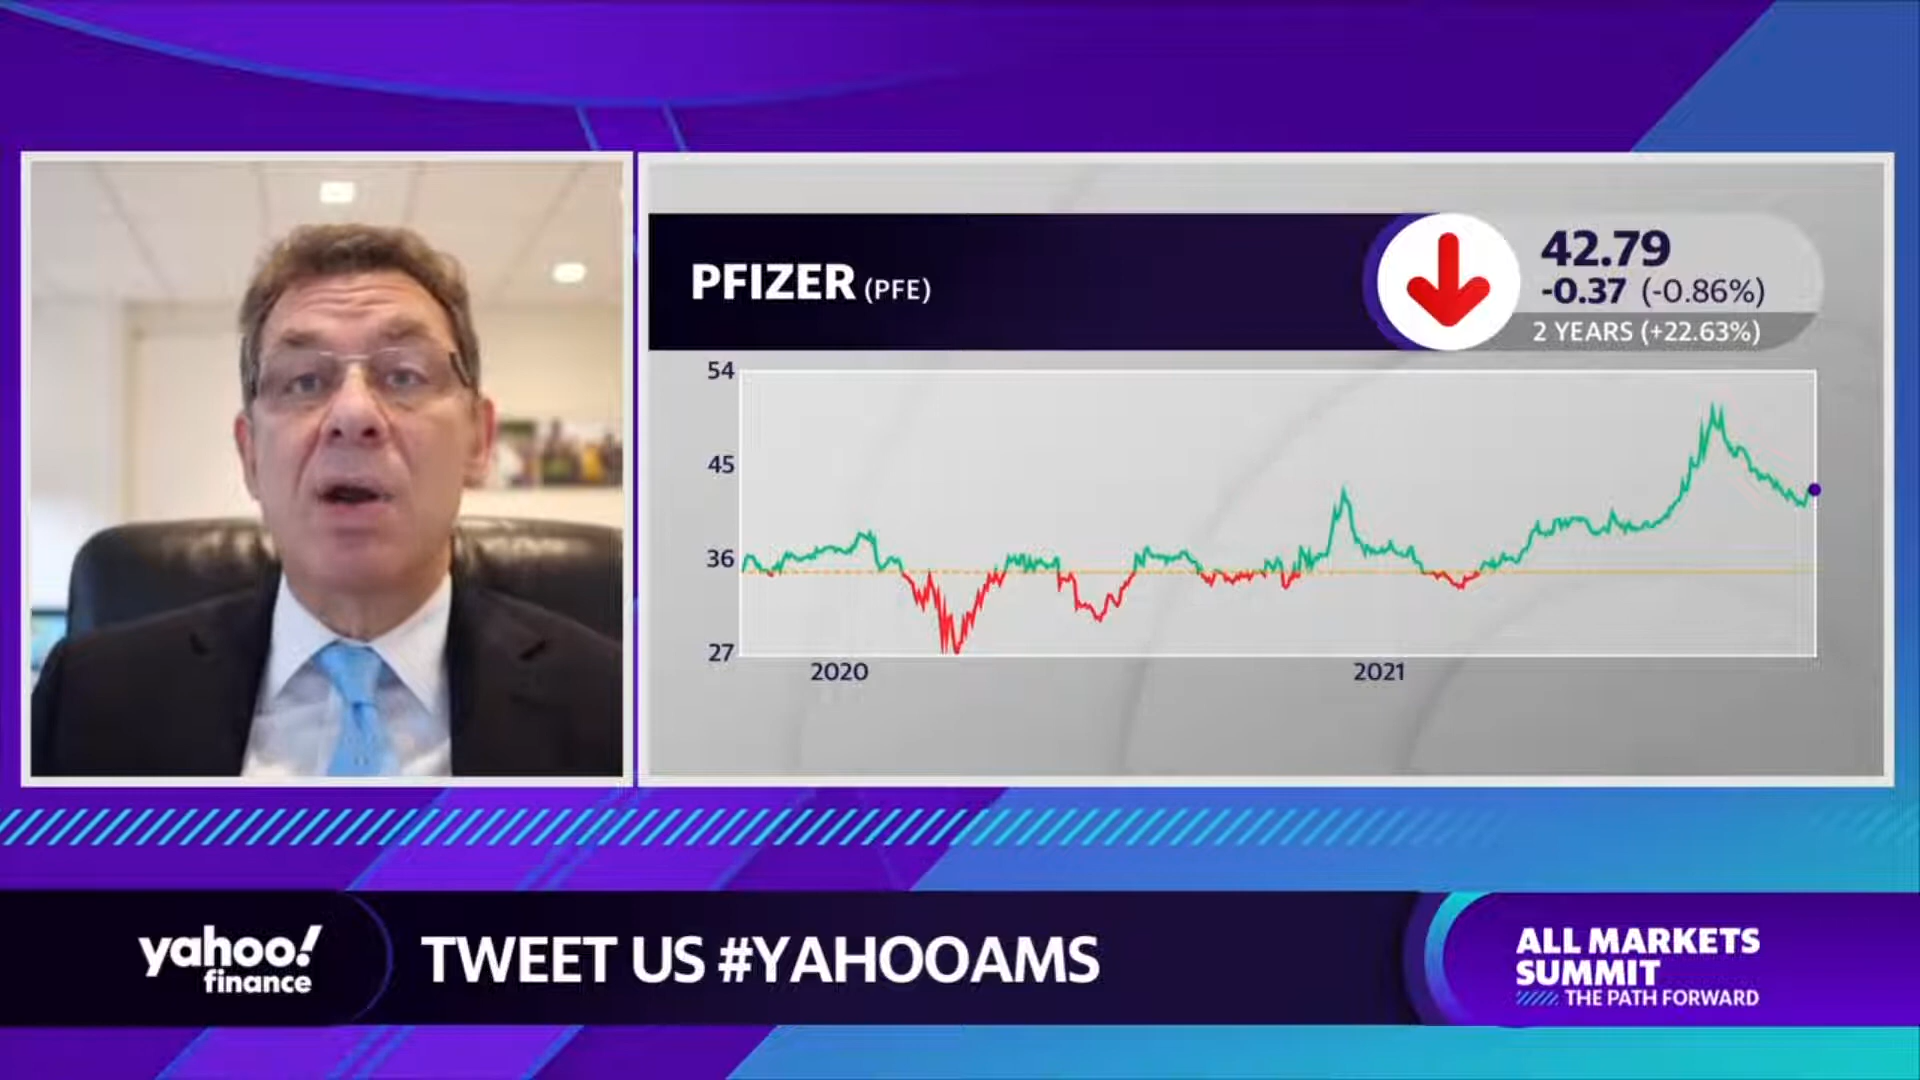 PFIZER (PFE)
42.79
-0.37 (-0.86%)
2 YEARS (+22.63%)
54
45
36
27
2020
2021
yahoo!
finance
TWEET US #YAHOOAMS
ALL MARKETS
SUMMIT
THE PATH FORWARD